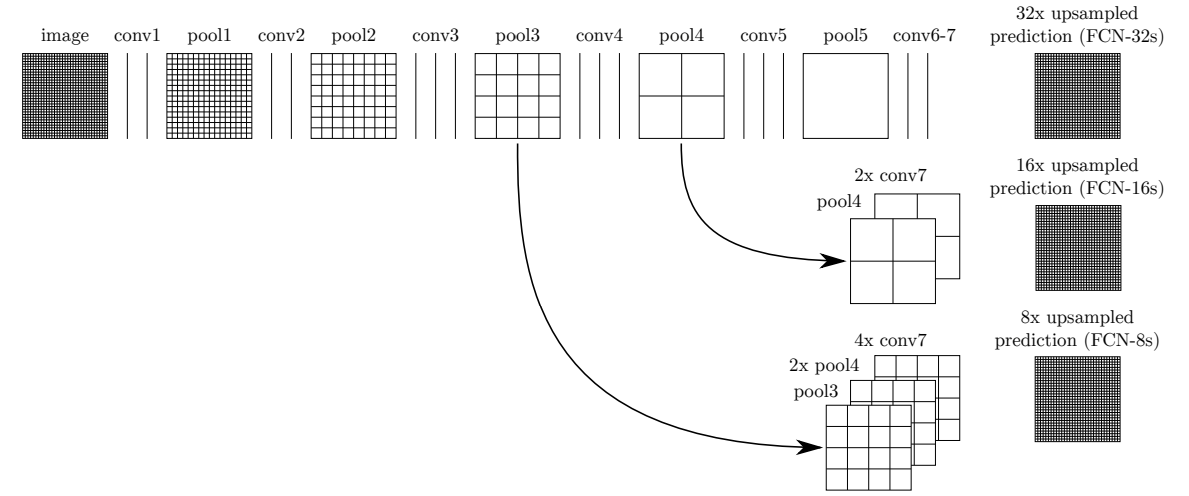 image conv1 pool1 conv2 pool2 conv3 pool3 conv4 pool4 conv5 pool5 conv6-7
32x upsampled
prediction (FCN-32s)
16x upsampled
prediction (FCN-16s)
2x conv7
pool4
8x upsampled
prediction (FCN-8s)
4x conv7
2x pool4
pool3